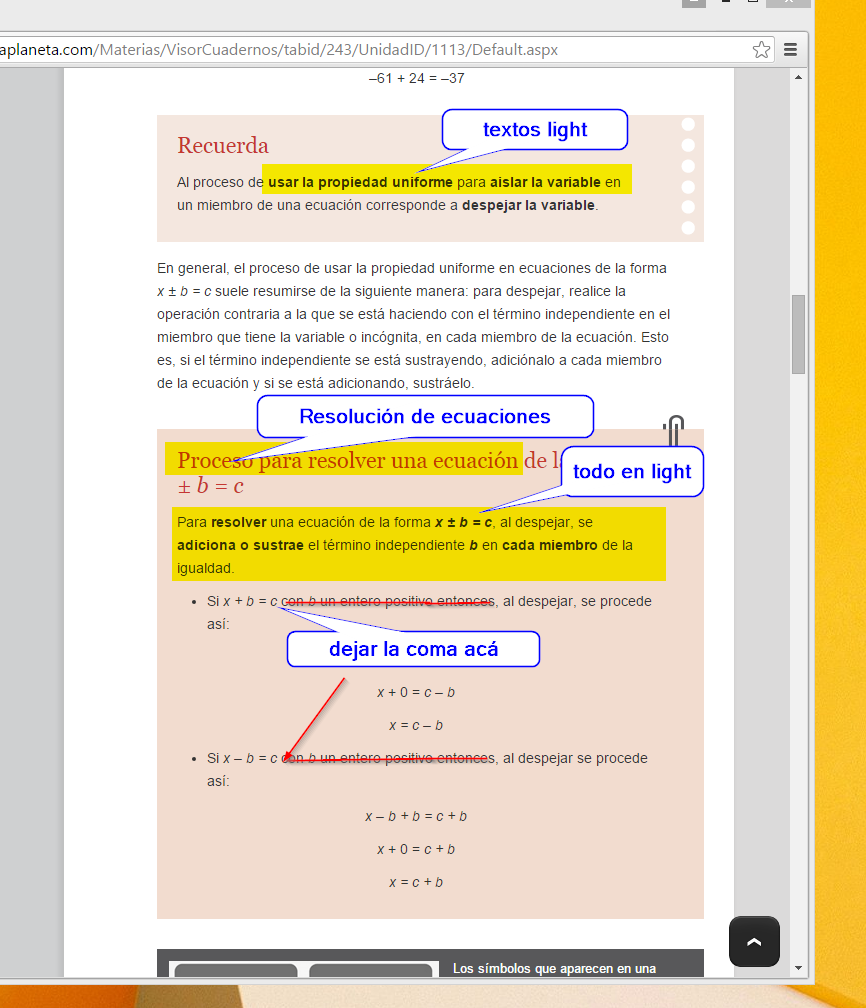 aplaneta.com/Materias/VisorCuadernos/tabid/243/UnidadID/1113/Default.aspx
–61 + 24 = –37
textos light
Recuerda
Al proceso de usar la propiedad uniforme para aislar la variable en
un miembro de una ecuación corresponde a despejar la variable.
En general, el proceso de usar la propiedad uniforme en ecuaciones de la forma
x ± b = c suele resumirse de la siguiente manera: para despejar, realice la
operación contraria a la que se está haciendo con el término independiente en el
miembro que tiene la variable o incógnita, en cada miembro de la ecuación. Esto
es, si el término independiente se está sustrayendo, adiciónalo a cada miembro
de la ecuación y si se está adicionando, sustráelo.
Resolución de ecuaciones
Proceso para resolver una ecuación de
± b = c
todo en light
Para resolver una ecuación de la forma x ± b = c, al despejar, se
adiciona o sustrae el término independiente b en cada miembro de la
igualdad.
• Si x + b = c con b un entero positivo entonces, al despejar, se procede
así:
dejar la coma acá
x + 0 = c – b
x = c – b
• Si x – b = c con b un entero positivo entonces, al despejar se procede
así:
x – b + b = c + b
x + 0 = c + b
x = c + b
Los símbolos que aparecen en una